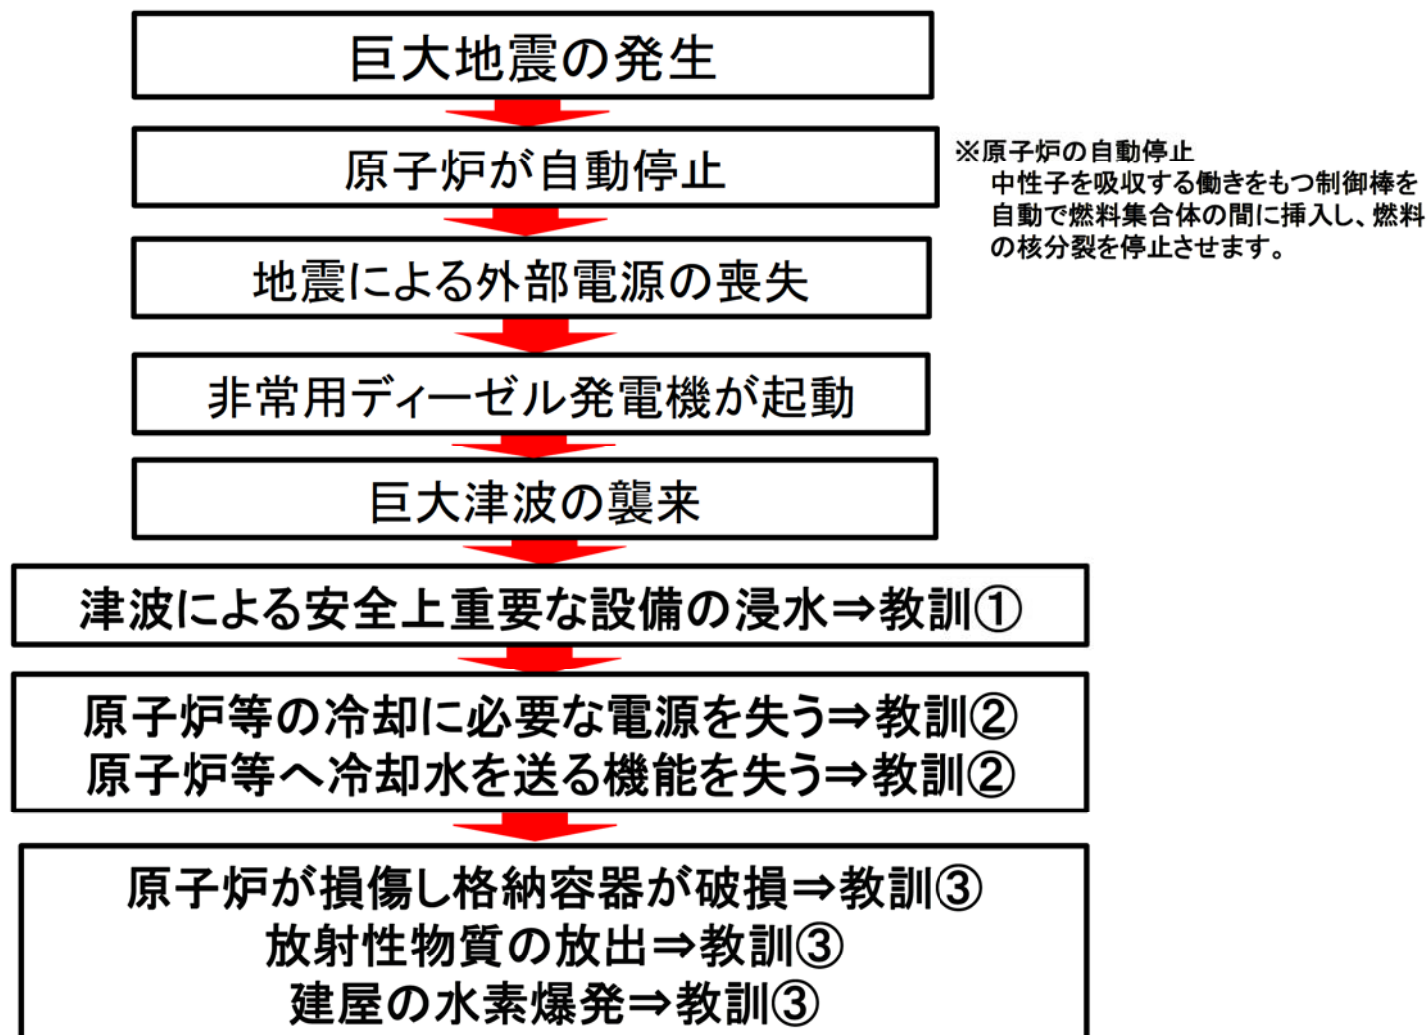 巨大地震の発生
原子炉が自動停止
※原子炉の自動停止
中性子を吸収する働きをもつ制御棒を
自動で燃料集合体の間に挿入し、燃料
の核分裂を停止させます。
地震による外部電源の喪失
非常用ディーゼル発電機が起動
巨大津波の襲来
津波による安全上重要な設備の浸水⇒教訓①
原子炉等の冷却に必要な電源を失う⇒教訓②
原子炉等へ冷却水を送る機能を失う⇒教訓②
原子炉が損傷し格納容器が破損⇒教訓③
放射性物質の放出⇒教訓③
建屋の水素爆発⇒教訓③